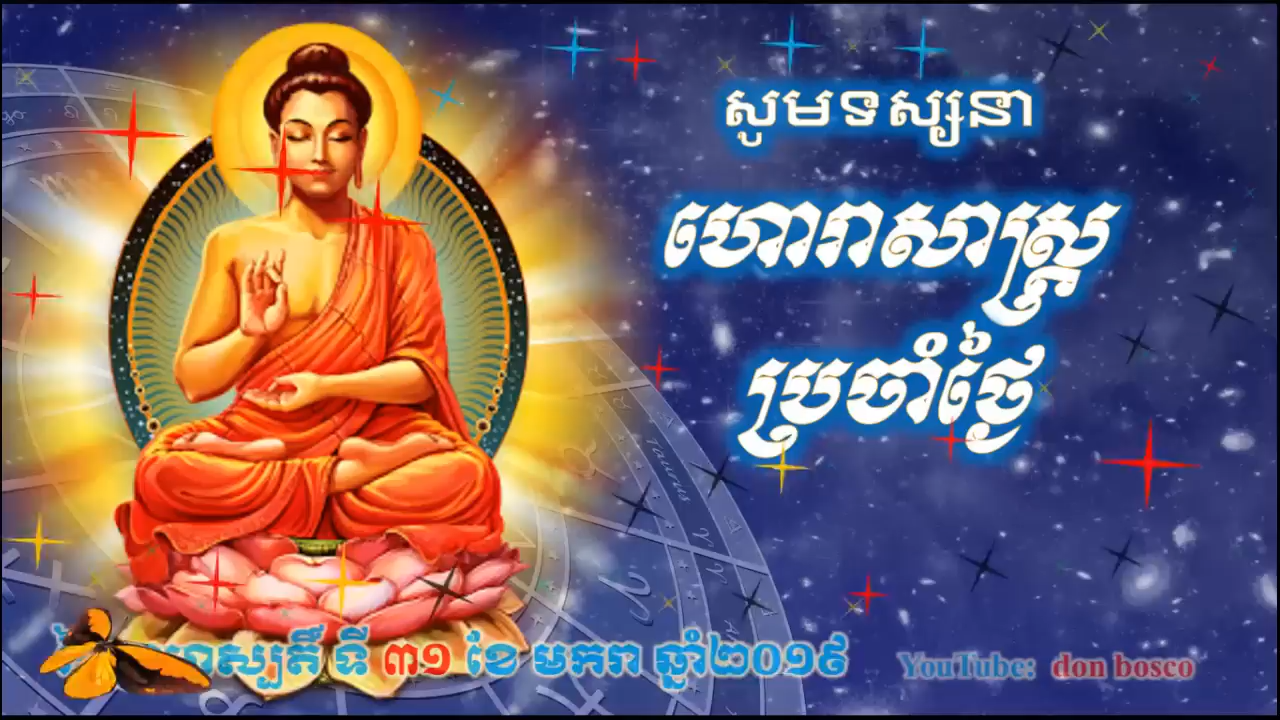 សូមទស្សនា
ហោរាសាស្ត្រ
ប្រចាំថ្ងៃ
Taurus
ទី ៣១ ខែ មករា ឆ្នាំ២០១៩
YouTube: don bosco